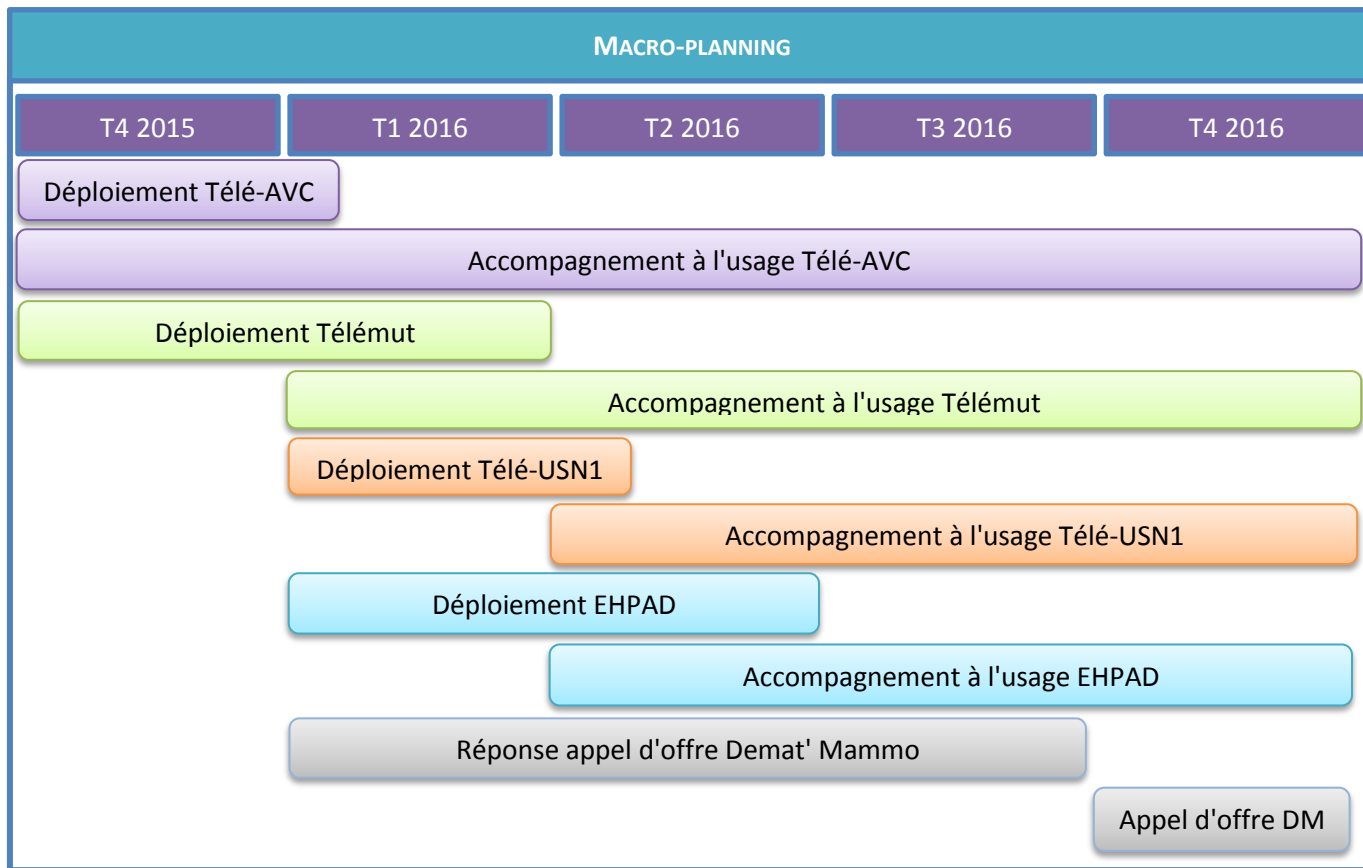 MACRO-PLANNING
T4 2015 T1 2016 T2 2016 T3 2016 T4 2016
Déploiement Télé-AVC
Accompagnement à l'usage Télé-AVC
Déploiement Télémut
Accompagnement à l'usage Télémut
Déploiement Télé-USN1
Accompagnement à l'usage Télé-USN1
Déploiement EHPAD
Accompagnement à l'usage EHPAD
Réponse appel d'offre Demat' Mammo
Appel d'offre DM